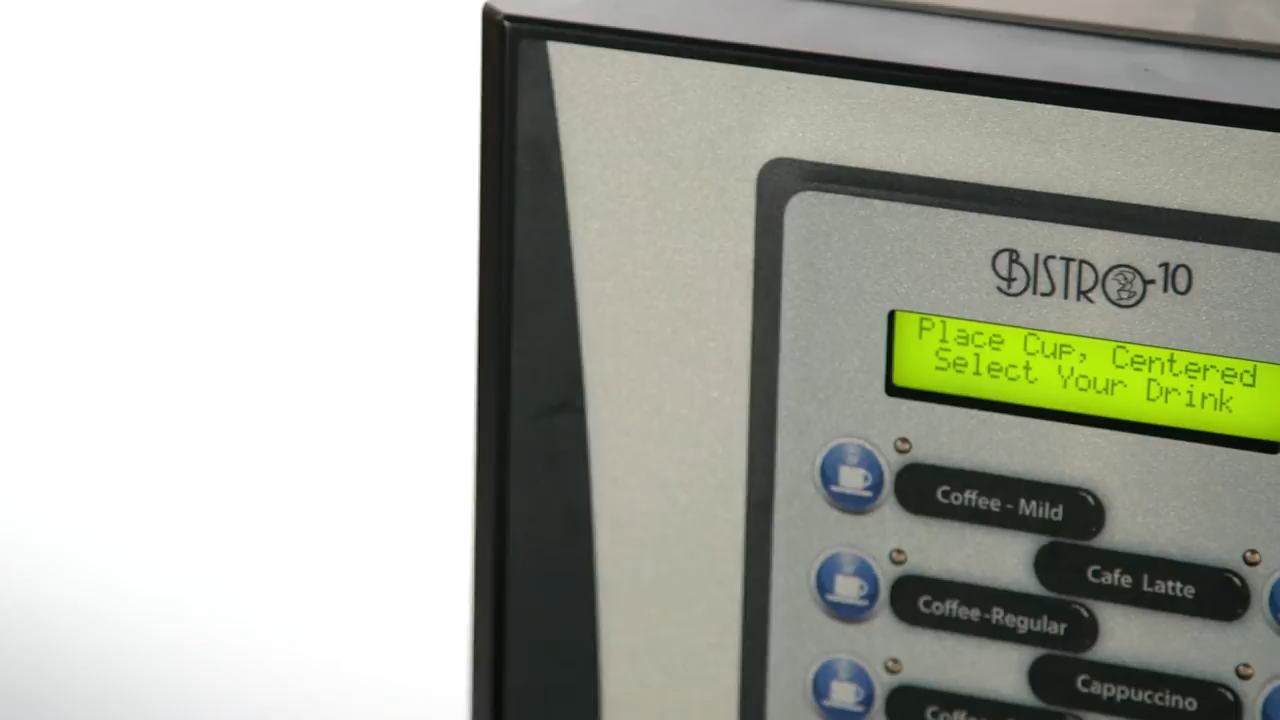 BISTRO-10
Place Cup, Centered
Select Your Drink
Coffee - Mild
Cafe Latte
Coffee-Regular
Cappuccino